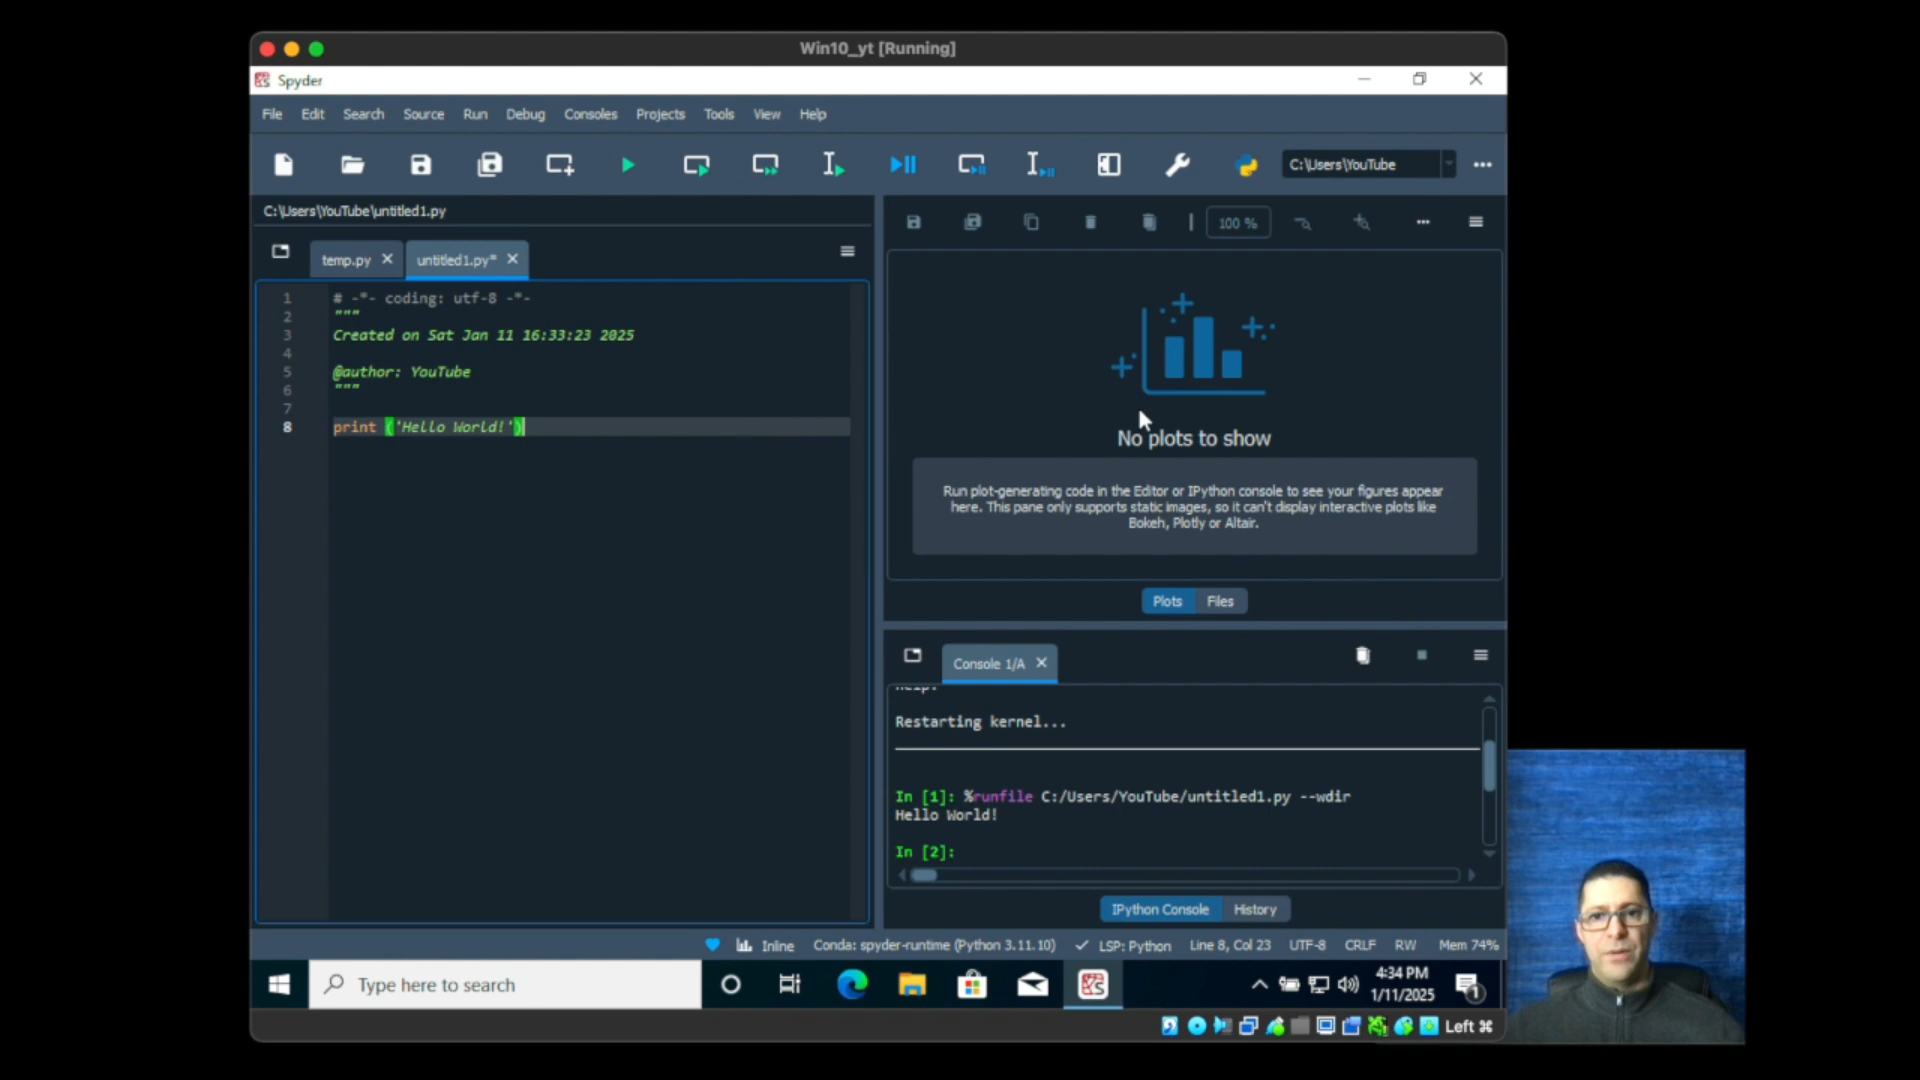 Win10_yt [Running]
Spyder
File Edit Search Source Run Debug Consoles Projects Tools View Help
C:\Users\YouTube
C:\Users\YouTube\untitled1.py
100 %
temp.py untitled1.py*
1 # -*- coding: utf-8 -*-
2 """
3 Created on Sat Jan 11 16:33:23 2025
4
5 @author: YouTube
6 """
7
8 print ('Hello World!')
No plots to show
Run plot-generating code in the Editor or IPython console to see your figures appear
here. This pane only supports static images, so it can't display interactive plots like
Bokeh, Plotly or Altair.
Plots Files
Console 1/A
help.
Restarting kernel...
In [1]: %runfile C:/Users/YouTube/untitled1.py --wdir
Hello World!
In [2]:
IPython Console History
Inline Conda: spyder-runtime (Python 3.11.10) LSP: Python Line 8, Col 23 UTF-8 CRLF RW Mem 74%
Type here to search
4:34 PM
1/11/2025
1
Left ⌘